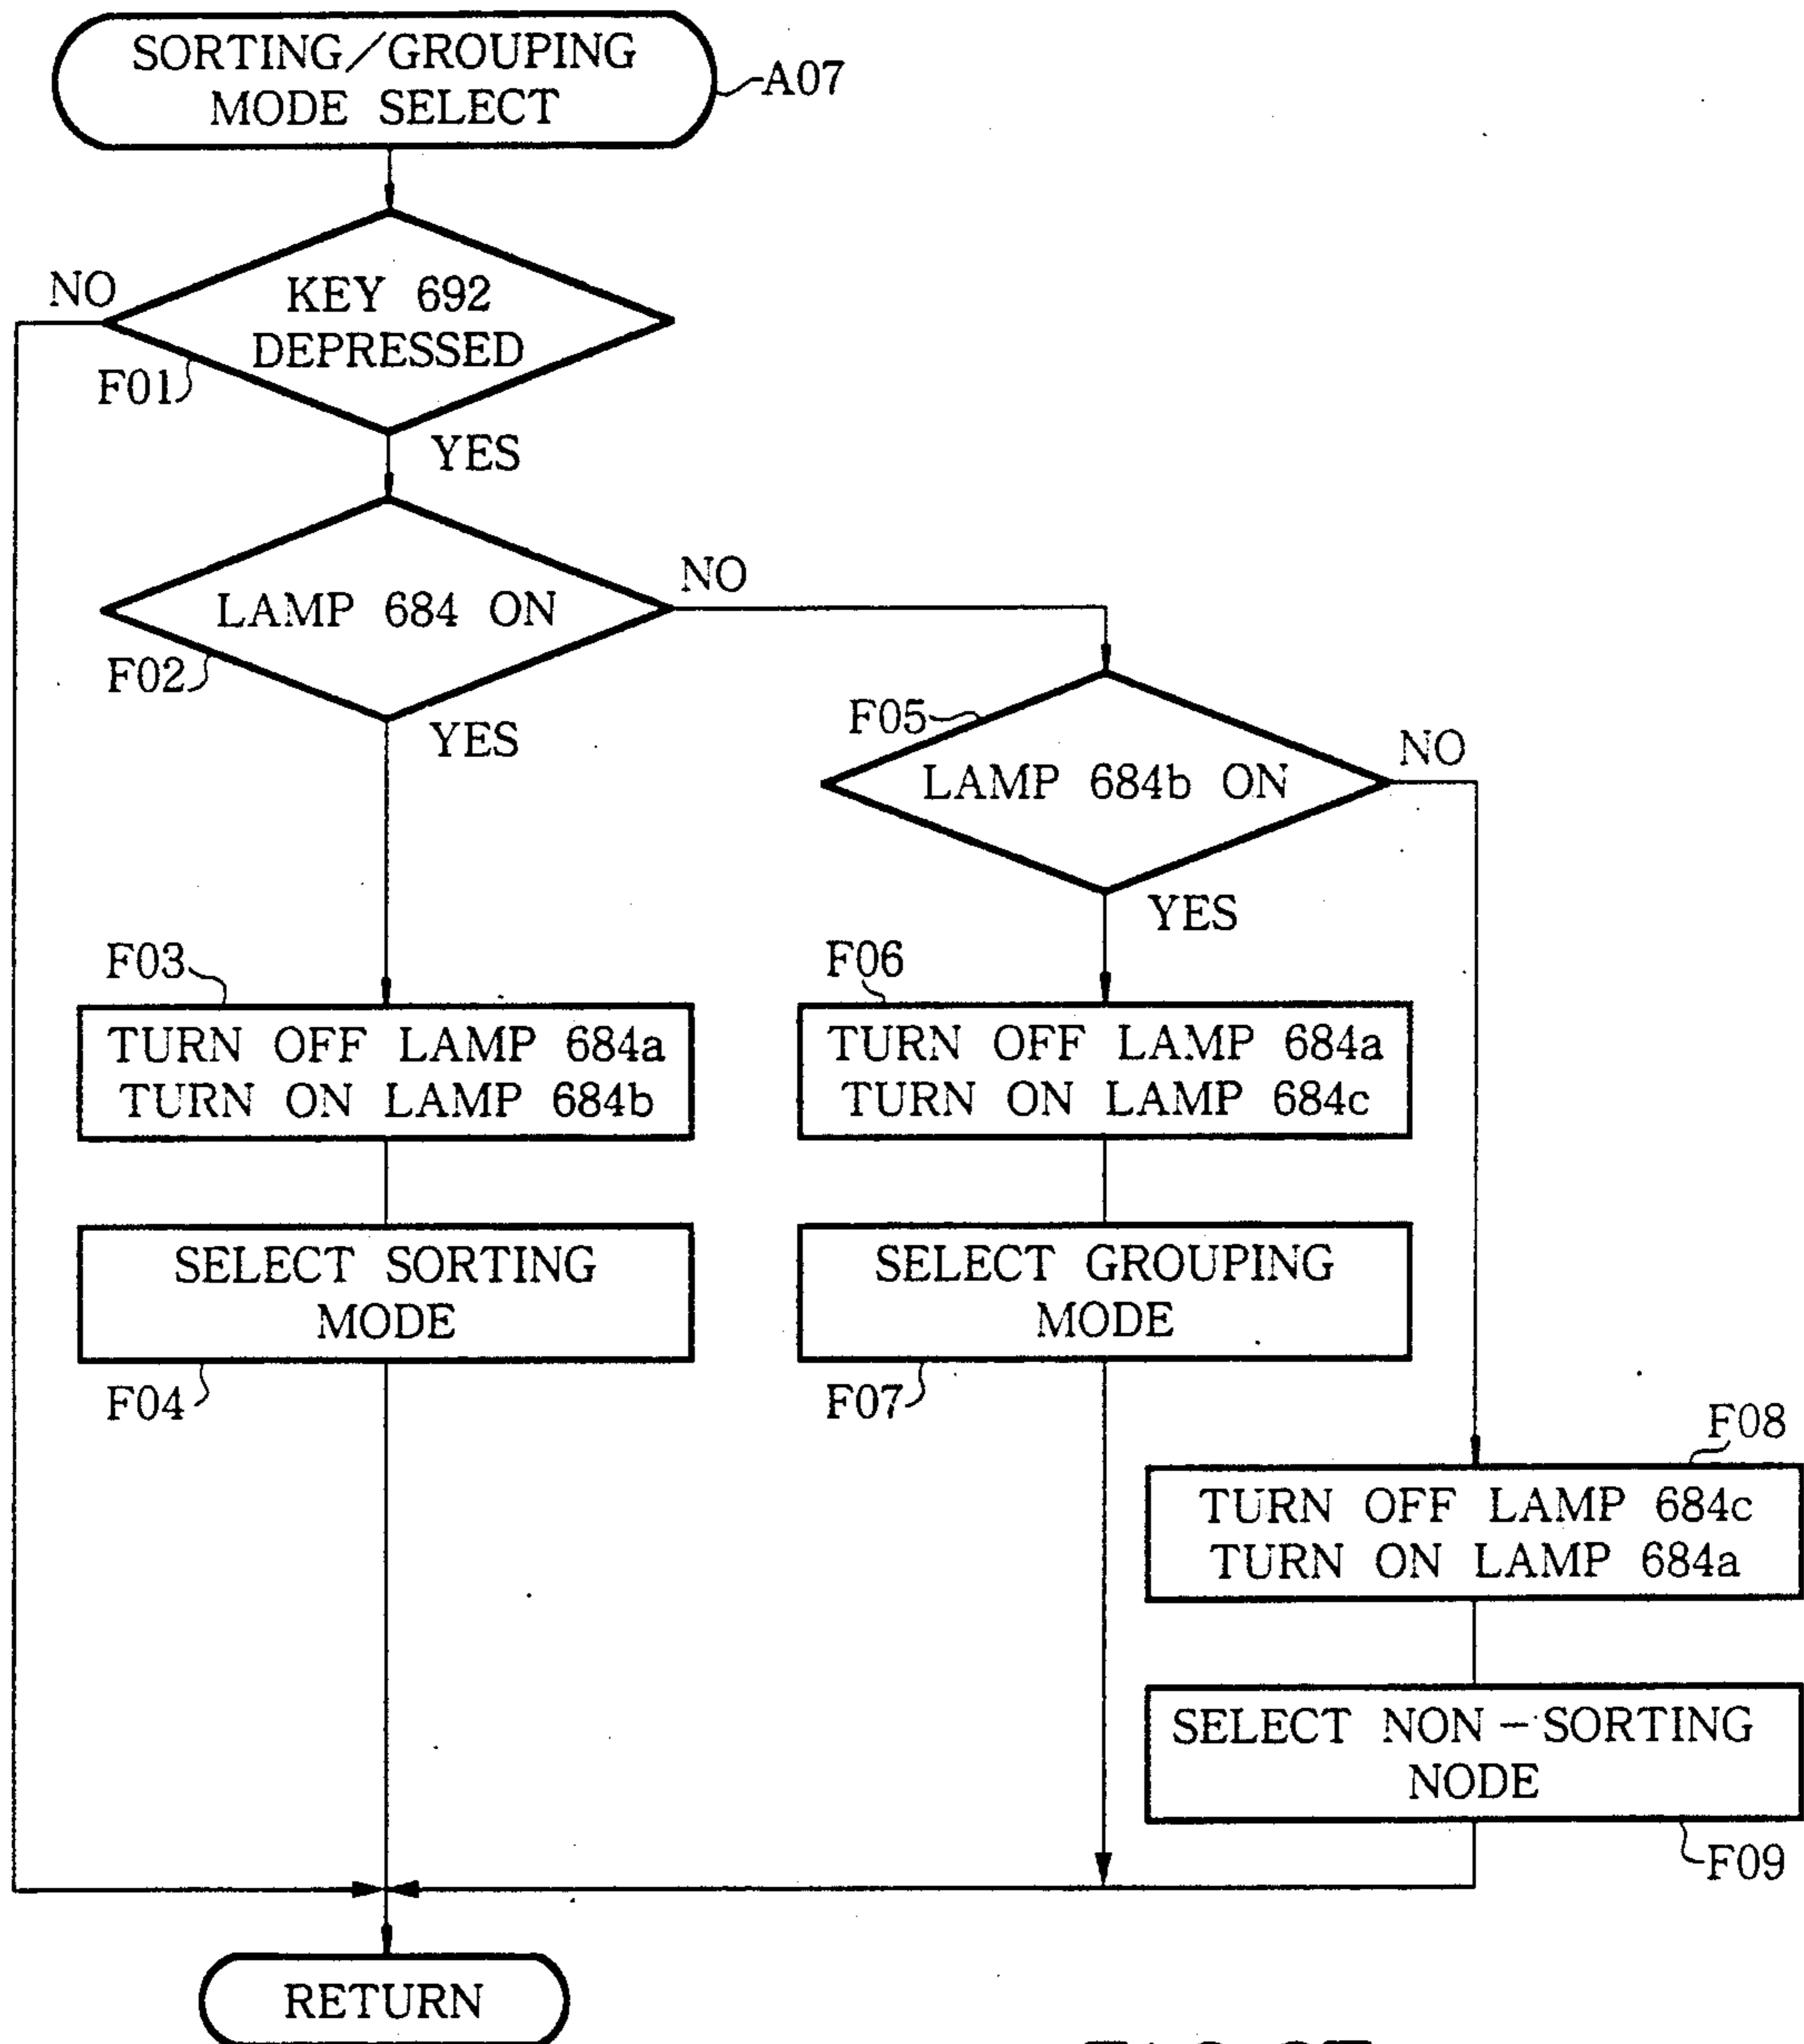 SORTING/GROUPING
MODE SELECT
A07
NO
KEY 692
DEPRESSED
F01
YES
LAMP 684 ON
NO
F02
YES
F05
LAMP 684b ON
NO
YES
F03
TURN OFF LAMP 684a
TURN ON LAMP 684b
F06
TURN OFF LAMP 684a
TURN ON LAMP 684c
SELECT SORTING
MODE
F04
SELECT GROUPING
MODE
F07
F08
TURN OFF LAMP 684c
TURN ON LAMP 684a
SELECT NON-SORTING
NODE
F09
RETURN